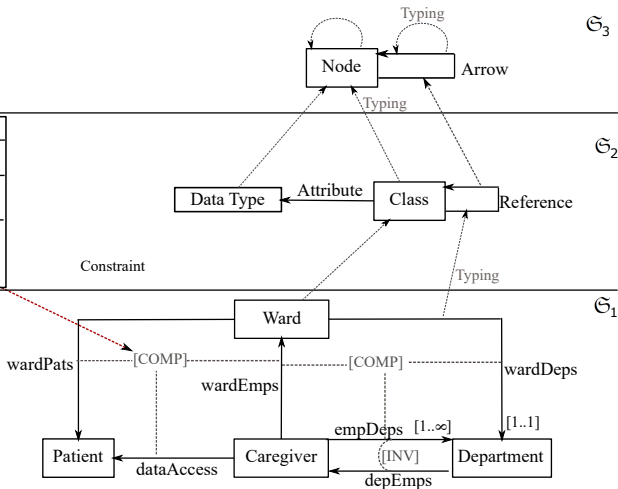 Typing
𝔖3
Node
Arrow
Typing
𝔖2
Data Type
Attribute
Class
Reference
Constraint
Typing
𝔖1
Ward
wardPats
[COMP]
[COMP]
wardDeps
wardEmps
empDeps
[1..∞]
[1..1]
Patient
dataAccess
Caregiver
[INV]
depEmps
Department